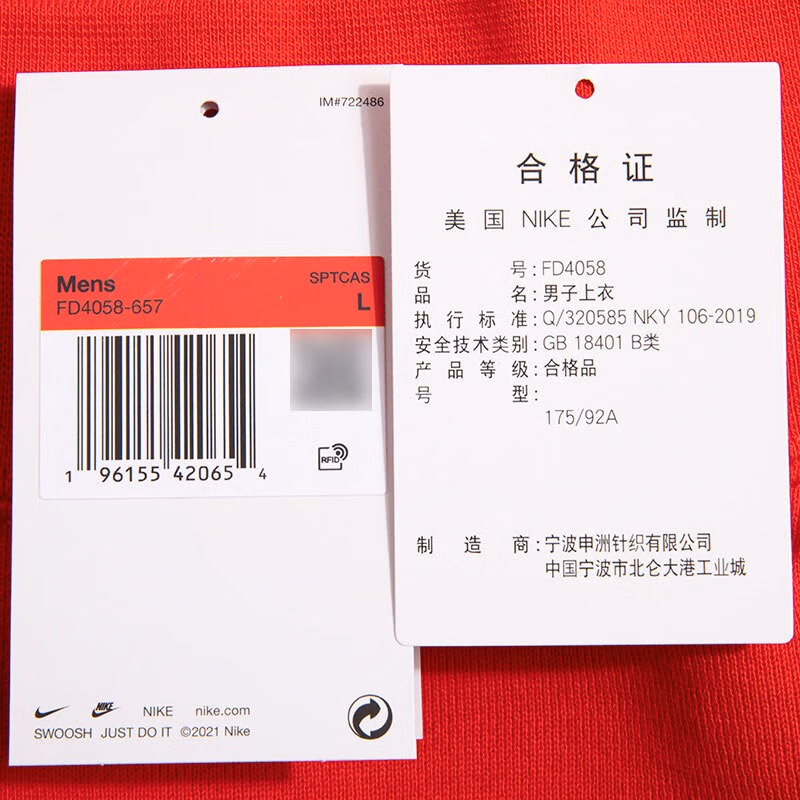 IM#722486
Mens
SPTCAS
FD4058-657
L
1 96155 42065 4
RFID
NIKE
NIKE nike.com
SWOOSH JUST DO IT ©2021 Nike
合格证
美国NIKE公司监制
货号:FD4058
品名:男子上衣
执行标准:Q/320585 NKY 106-2019
安全技术类别:GB 18401 B类
产品等级:合格品
号型:
175/92A
制造商:宁波申洲针织有限公司
中国宁波市北仑大港工业城